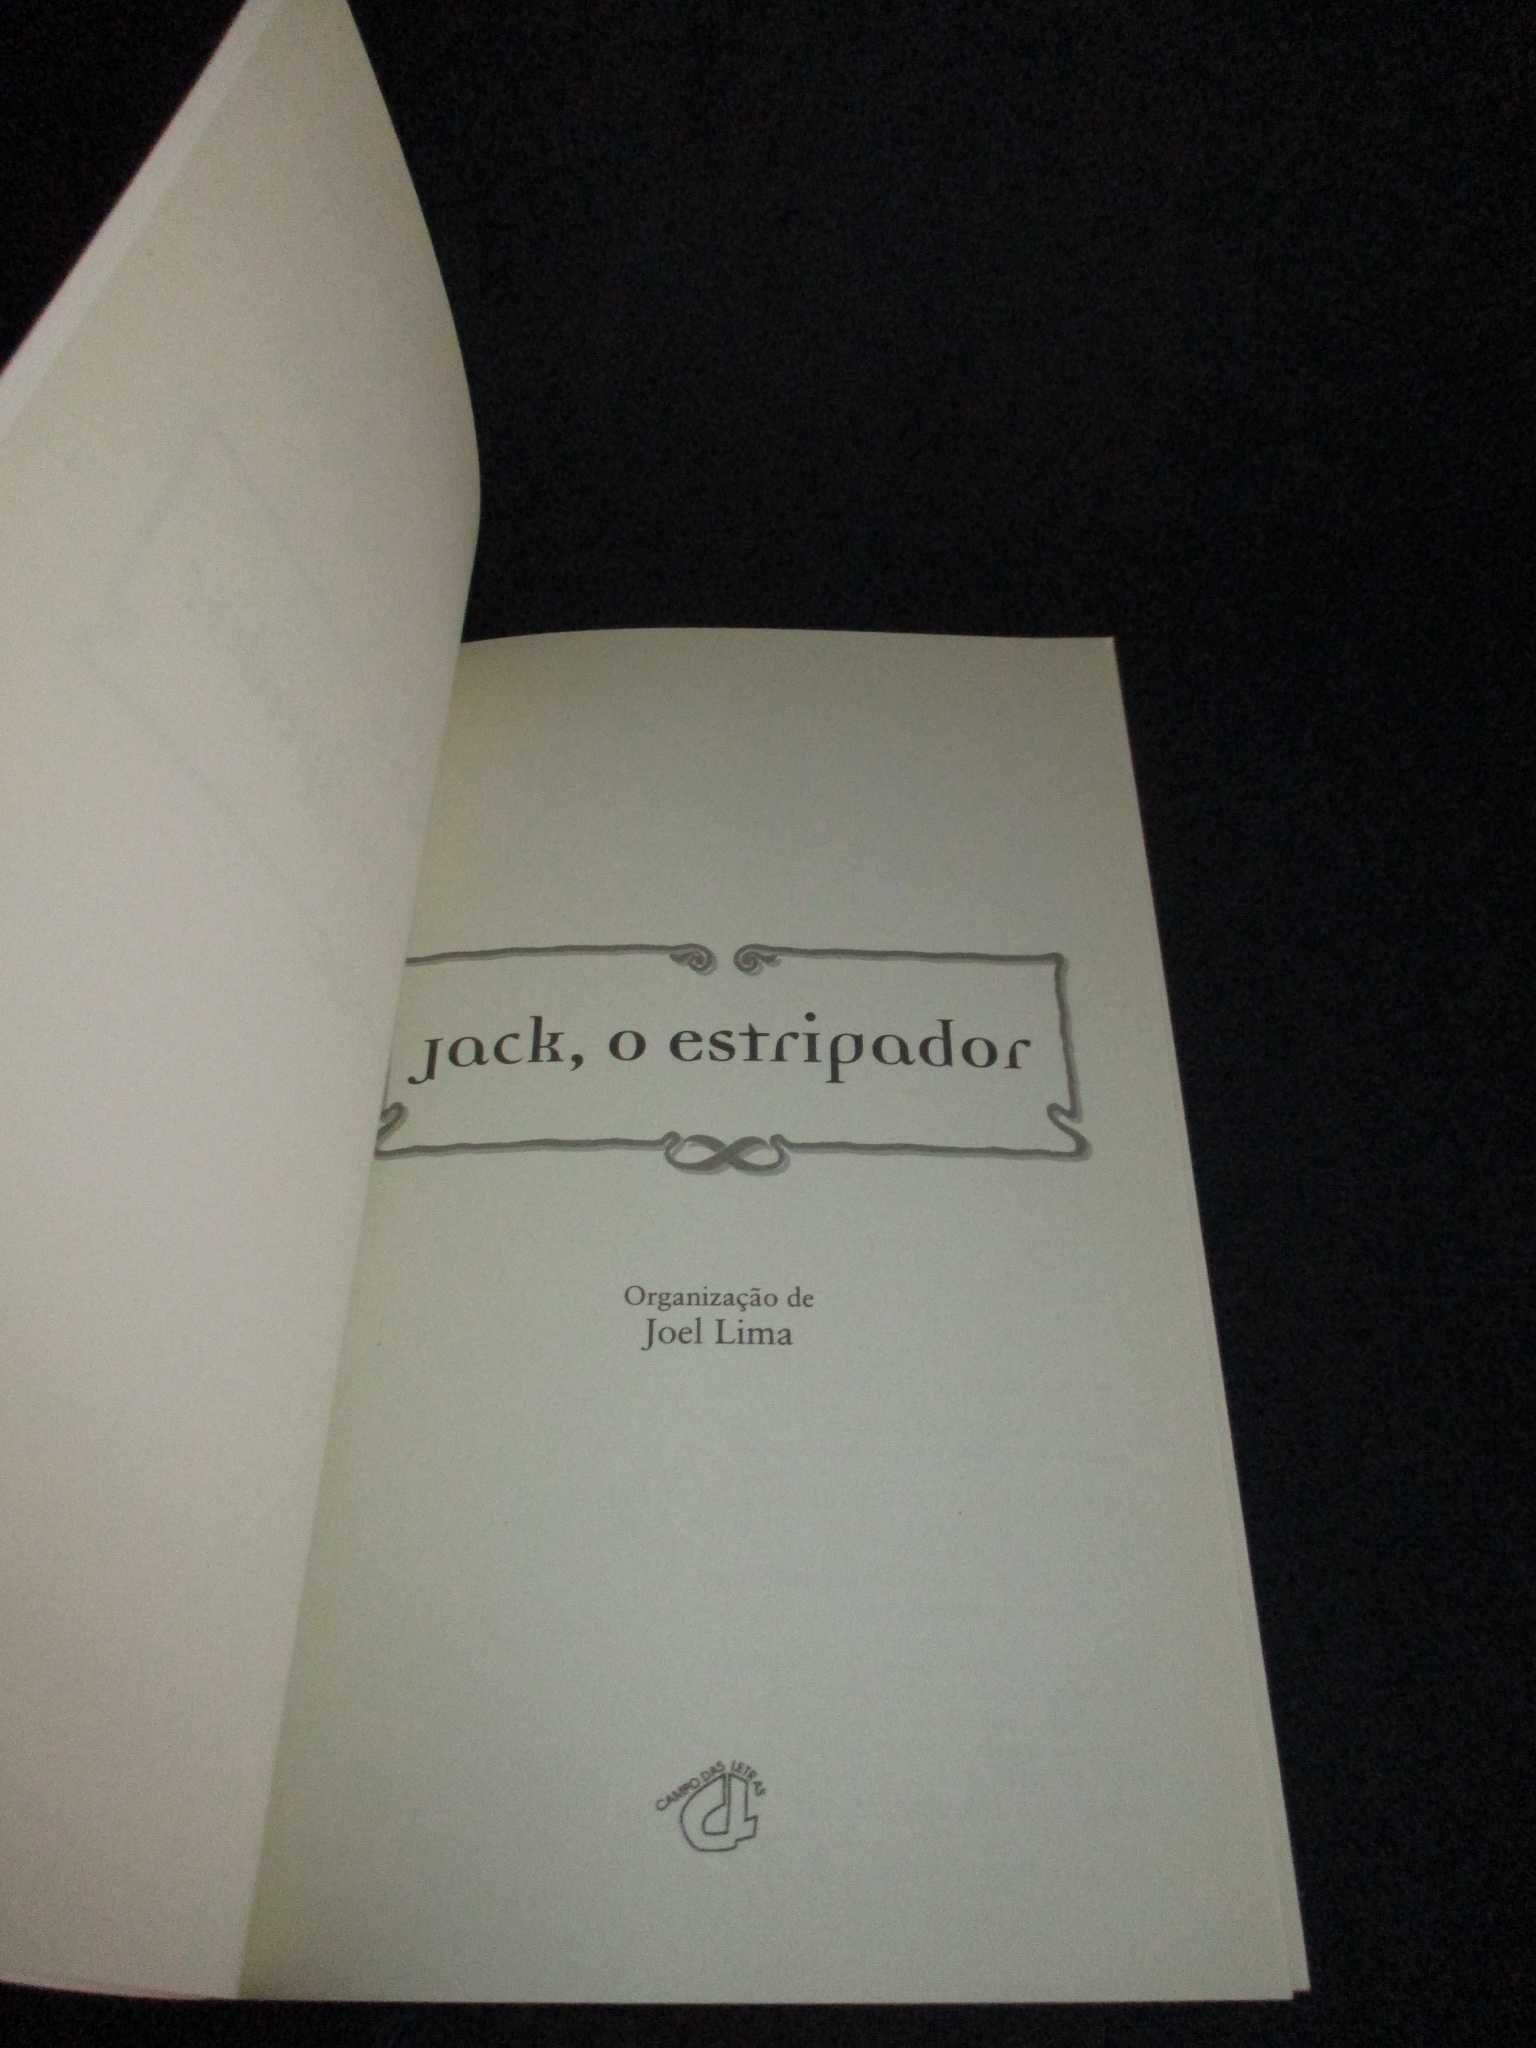 Jack, o estripador
Organização de
Joel Lima
CAMPO DAS LETRAS